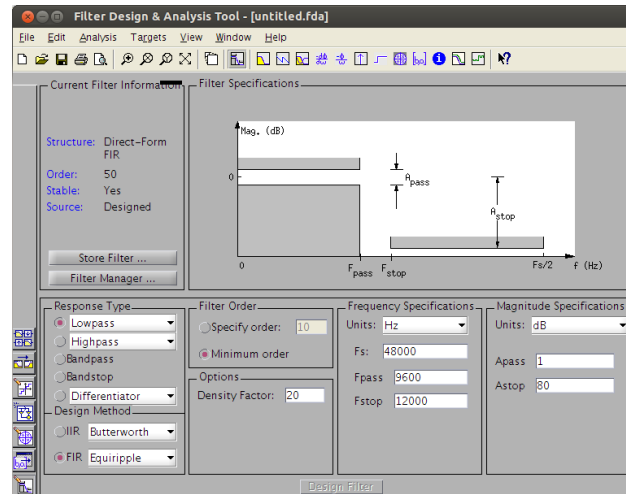 Filter Design & Analysis Tool - [untitled.fda]
File Edit Analysis Targets View Window Help
Current Filter Information
Structure: Direct-Form FIR
Order: 50
Stable: Yes
Source: Designed
Store Filter ...
Filter Manager ...
Filter Specifications
Mag. (dB)
0
Apass
Astop
0
Fpass
Fstop
Fs/2
f (Hz)
Response Type
Lowpass
Highpass
Bandpass
Bandstop
Differentiator
Design Method
IIR Butterworth
FIR Equiripple
Filter Order
Specify order: 10
Minimum order
Options
Density Factor: 20
Frequency Specifications
Units: Hz
Fs: 48000
Fpass 9600
Fstop 12000
Magnitude Specifications
Units: dB
Apass 1
Astop 80
Design Filter